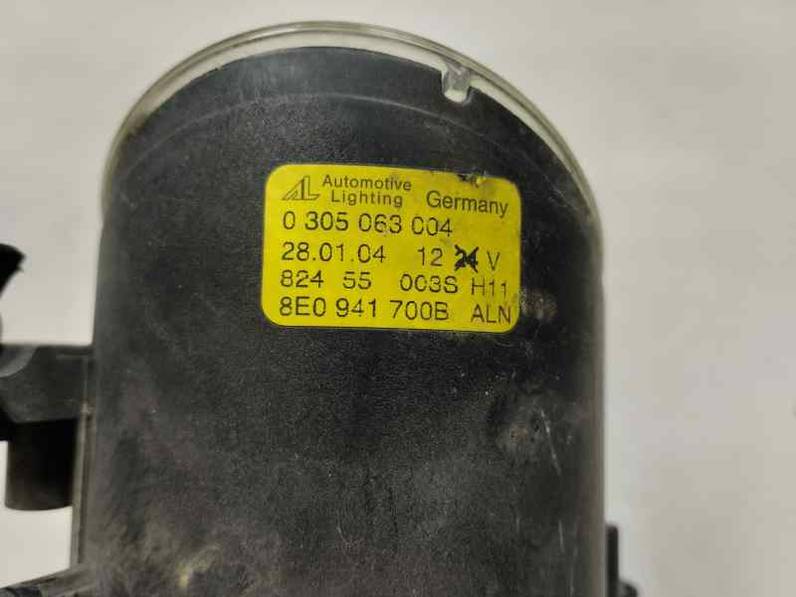 AL Automotive
Lighting Germany
0 305 063 004
28.01.04 12 24 V
824 55 003S H11
8E0 941 700B ALN